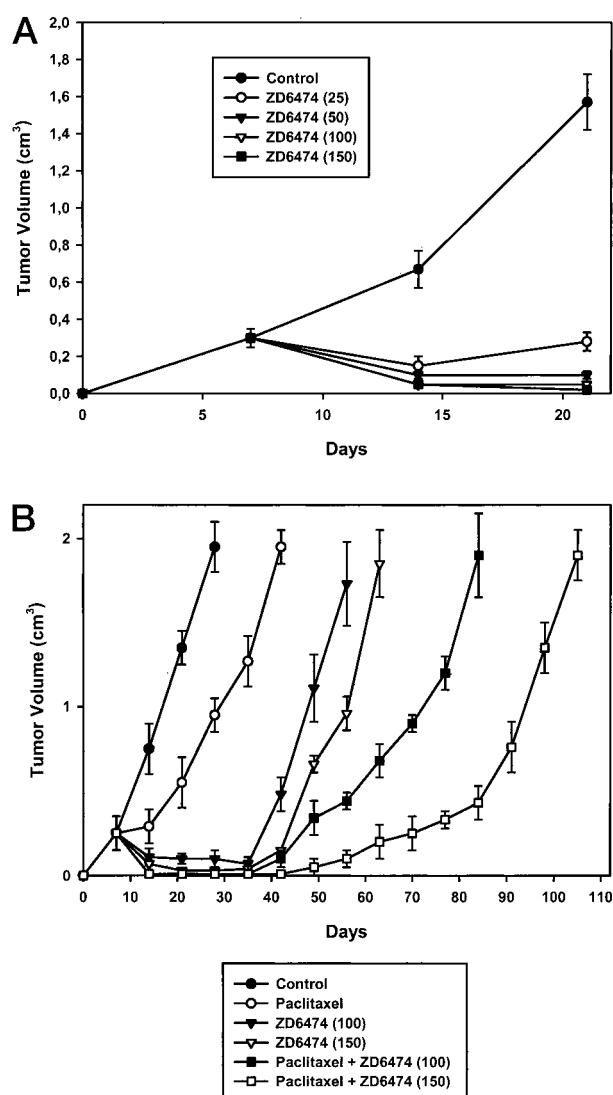 A
Tumor Volume (cm³)
2,0
1,8
1,6
1,4
1,2
1,0
0,8
0,6
0,4
0,2
0,0
Control
ZD6474 (25)
ZD6474 (50)
ZD6474 (100)
ZD6474 (150)
0 5 10 15 20
Days
B
Tumor Volume (cm³)
2
1
0
0 10 20 30 40 50 60 70 80 90 100 110
Days
Control
Paclitaxel
ZD6474 (100)
ZD6474 (150)
Paclitaxel + ZD6474 (100)
Paclitaxel + ZD6474 (150)